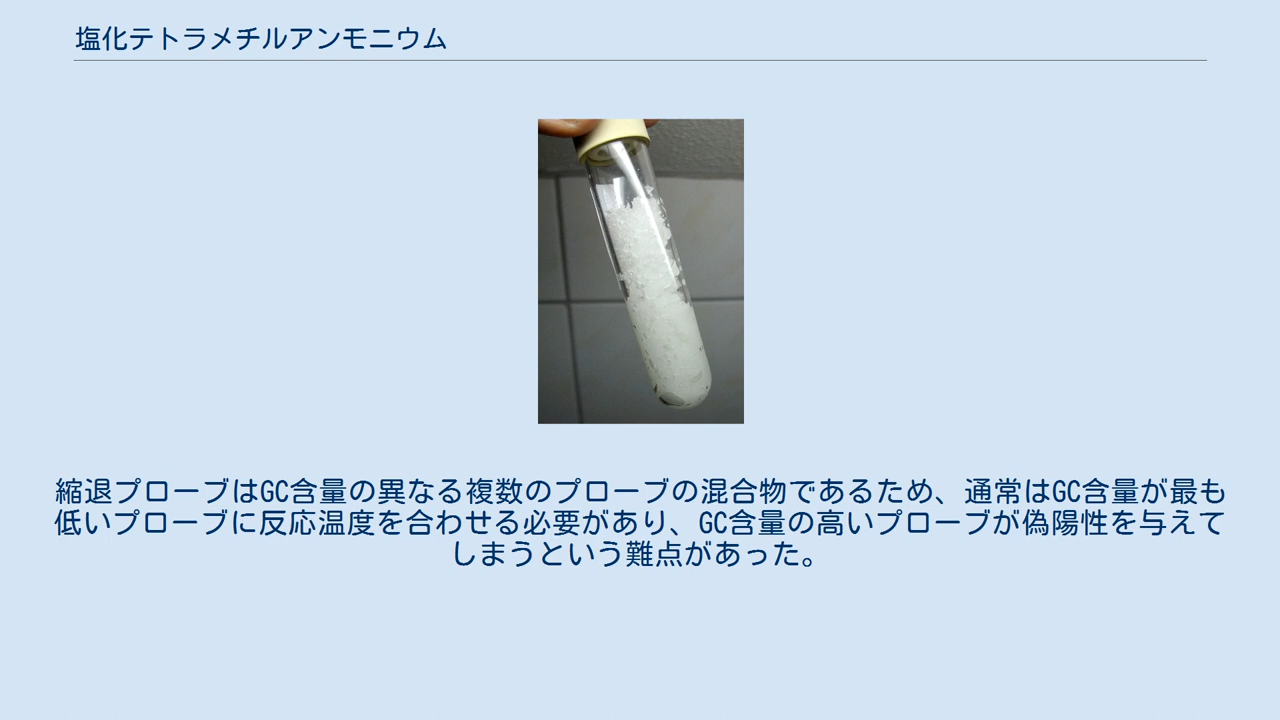 塩化テトラメチルアンモニウム
縮退プローブはGC含量の異なる複数のプローブの混合物であるため、通常はGC含量が最も
低いプローブに反応温度を合わせる必要があり、GC含量の高いプローブが偽陽性を与えて
しまうという難点があった。